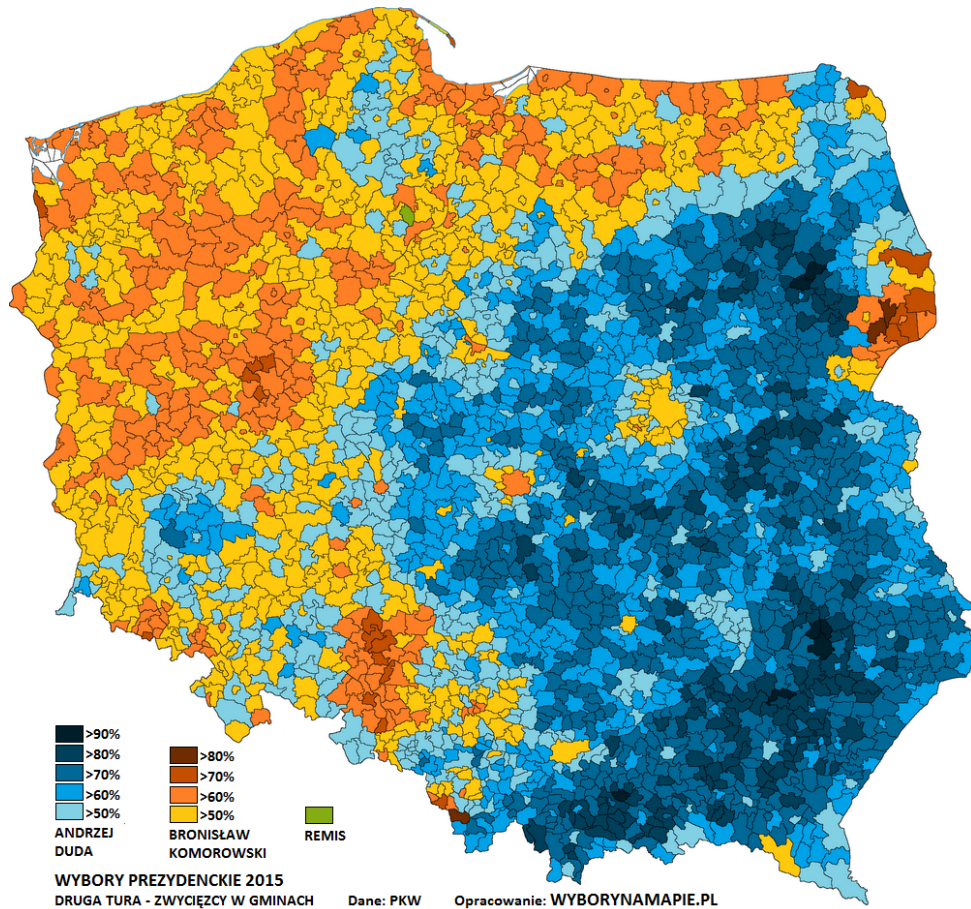 >90%
>80%
>70%
>60%
>50%
ANDRZEJ
DUDA
>80%
>70%
>60%
>50%
BRONISŁAW
KOMOROWSKI
REMIS
WYBORY PREZYDENCKIE 2015
DRUGA TURA - ZWYCIĘZCY W GMINACH Dane: PKW Opracowanie: WYBORYNAMAPIE.PL